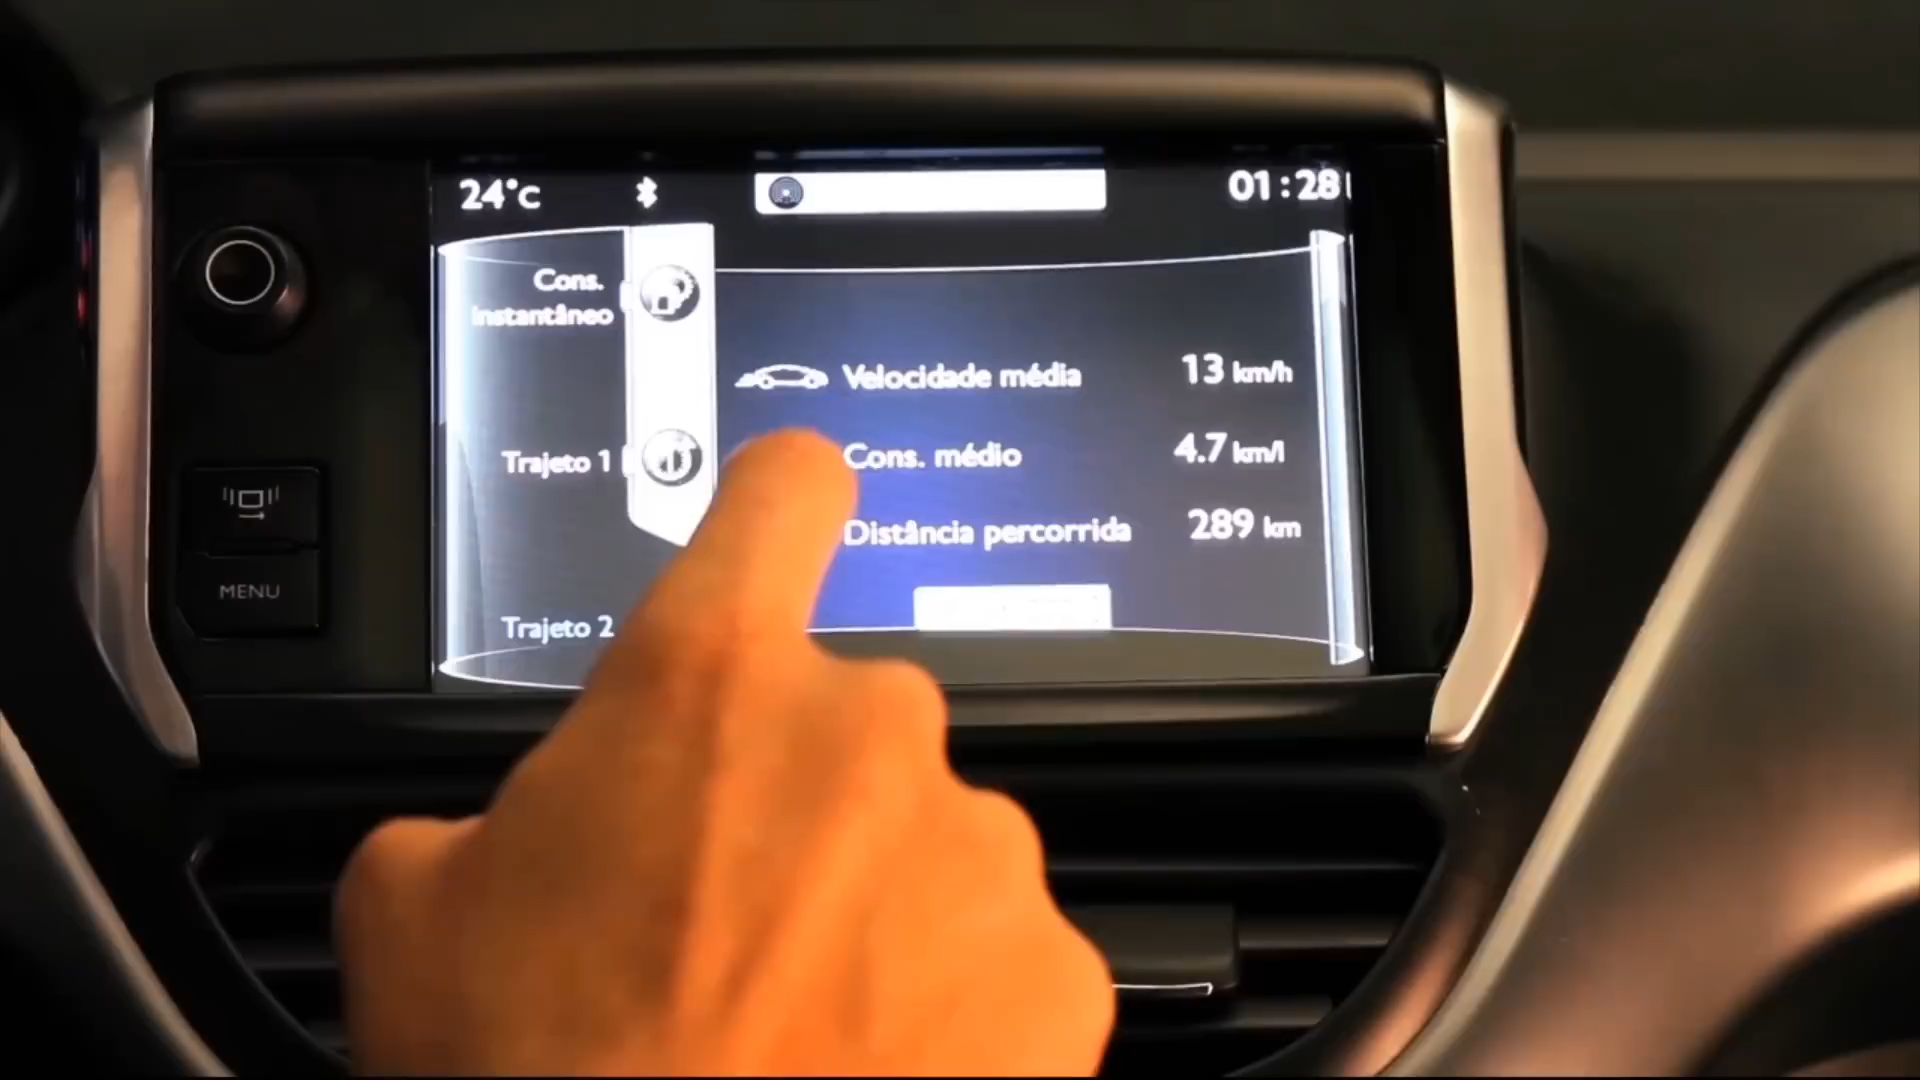 24°C
01:28
Cons.
instantâneo
Velocidade média 13 km/h
Trajeto 1
Cons. médio 4.7 km/l
Distância percorrida 289 km
MENU
Trajeto 2